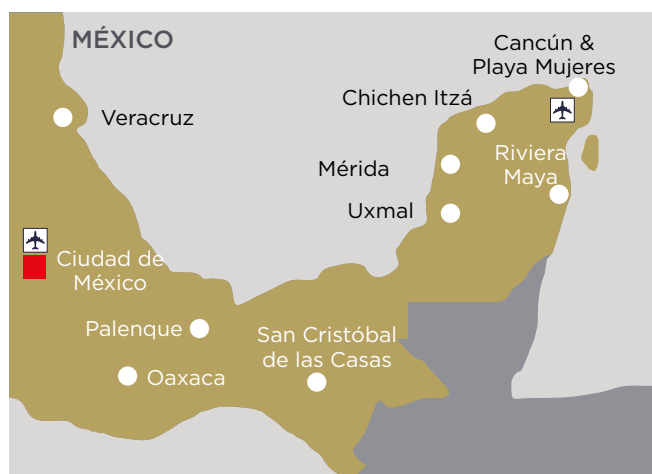 MÉXICO
Cancún &
Playa Mujeres
Chichen Itzá
Veracruz
Riviera
Maya
Mérida
Uxmal
Ciudad de
México
Palenque
San Cristóbal
de las Casas
Oaxaca